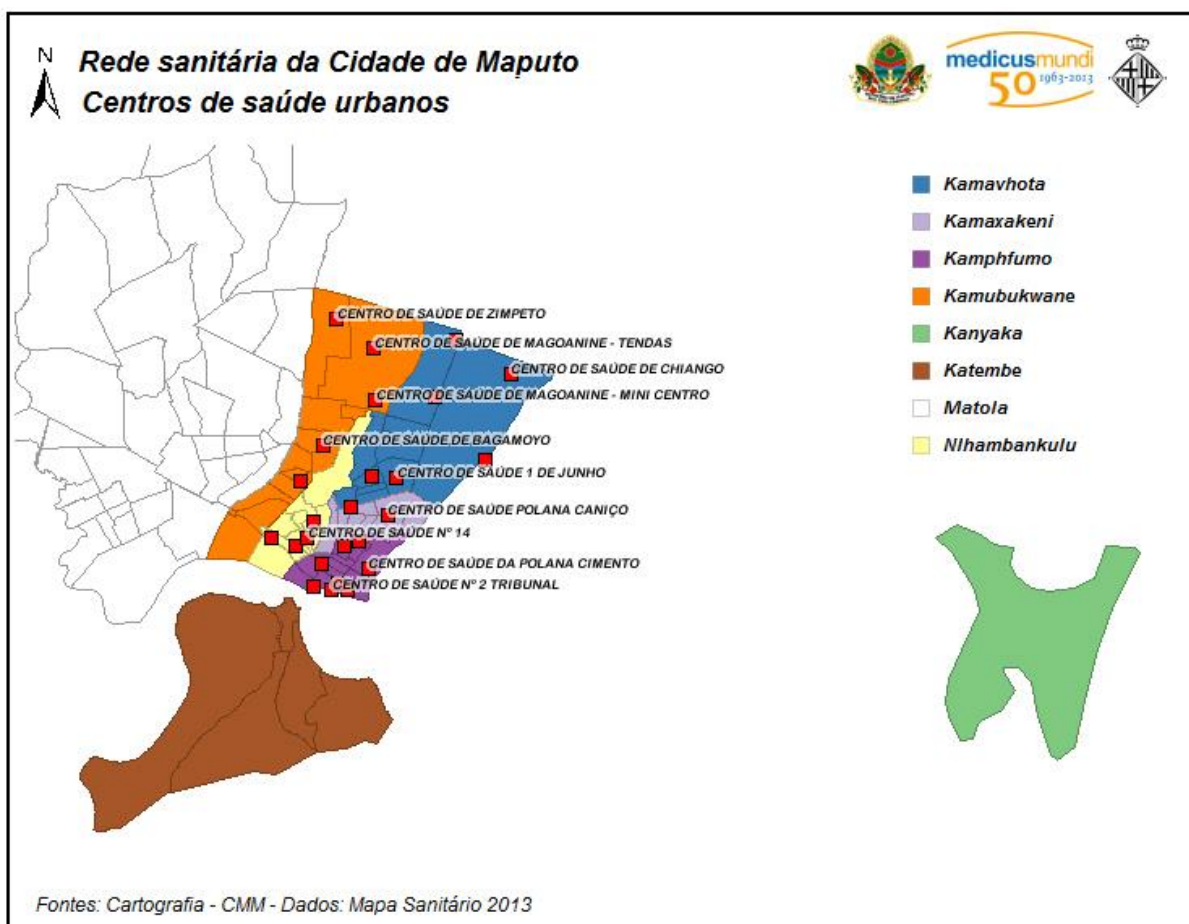 N
Rede sanitária da Cidade de Maputo
Centros de saúde urbanos
medicusmundi
50 1963-2013
Kamavhota
Kamaxakeni
Kamphfumo
Kamubukwane
Kanyaka
Katembe
Matola
Nlhambankulu
CENTRO DE SAÚDE DE ZIMPETO
CENTRO DE SAÚDE DE MAGOANINE - TENDAS
CENTRO DE SAÚDE DE CHIANGO
CENTRO DE SAÚDE DE MAGOANINE - MINI CENTRO
CENTRO DE SAÚDE DE BAGAMOYO
CENTRO DE SAÚDE 1 DE JUNHO
CENTRO DE SAÚDE POLANA CANIÇO
CENTRO DE SAÚDE Nº 14
CENTRO DE SAÚDE DA POLANA CIMENTO
CENTRO DE SAÚDE Nº 2 TRIBUNAL
Fontes: Cartografia - CMM - Dados: Mapa Sanitário 2013